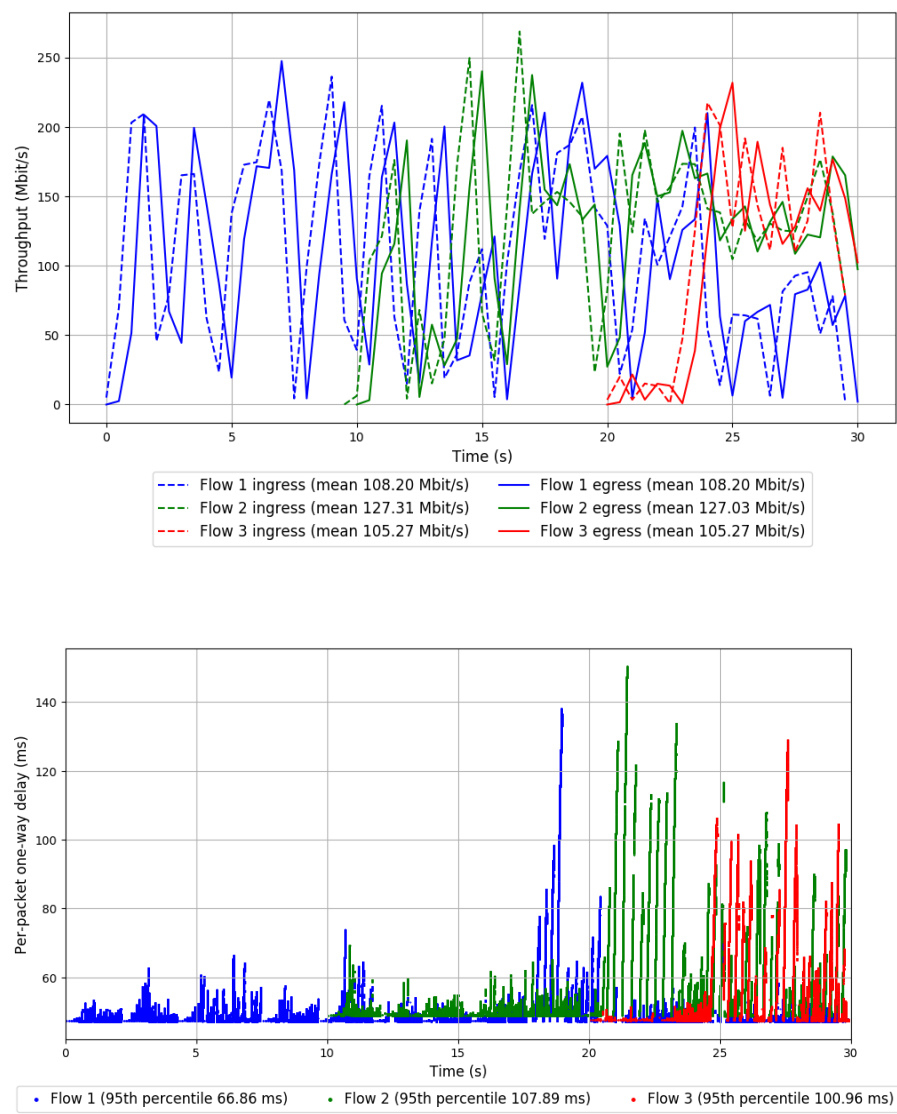 250
200
150
100
50
0
Throughput (Mbit/s)
0 5 10 15 20 25 30
Time (s)
Flow 1 ingress (mean 108.20 Mbit/s) Flow 1 egress (mean 108.20 Mbit/s)
Flow 2 ingress (mean 127.31 Mbit/s) Flow 2 egress (mean 127.03 Mbit/s)
Flow 3 ingress (mean 105.27 Mbit/s) Flow 3 egress (mean 105.27 Mbit/s)
140
120
100
80
60
Per-packet one-way delay (ms)
0 5 10 15 20 25 30
Time (s)
Flow 1 (95th percentile 66.86 ms) Flow 2 (95th percentile 107.89 ms) Flow 3 (95th percentile 100.96 ms)